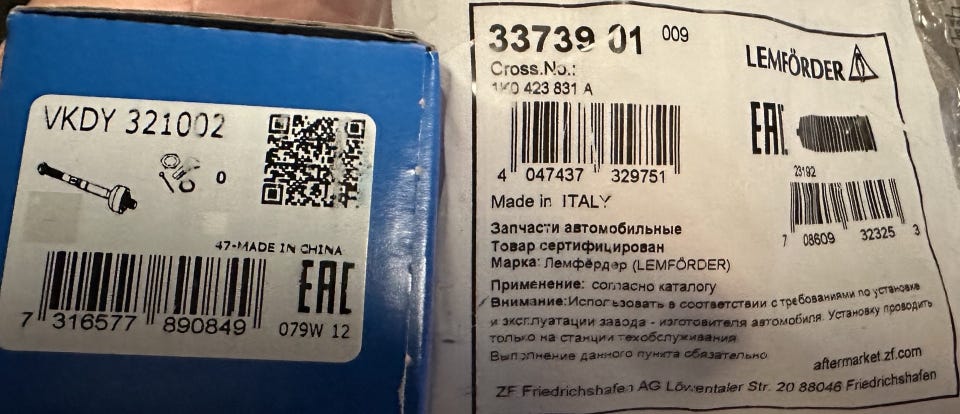 VKDY 321002
0
47-MADE IN CHINA
7 316577 890849
EAC
079W 12
33739 01 009
LEMFÖRDER
Cross.No.:
1K0 423 831 A
EAC
4 047437 329751
23192
7 08609 32325 3
Made in ITALY
Запчасти автомобильные
Товар сертифицирован
Марка: Лемфёрдер (LEMFÖRDER)
Применение: согласно каталогу
Внимание:Использовать в соответствии с требованиями по установке
и эксплуатации завода - изготовителя автомобиля. Установку проводить
только на станции техобслуживания
Выполнение данного пункта обязательно
aftermarket.zf.com
ZF Friedrichshafen AG Löwentaler Str. 20 88046 Friedrichshafen